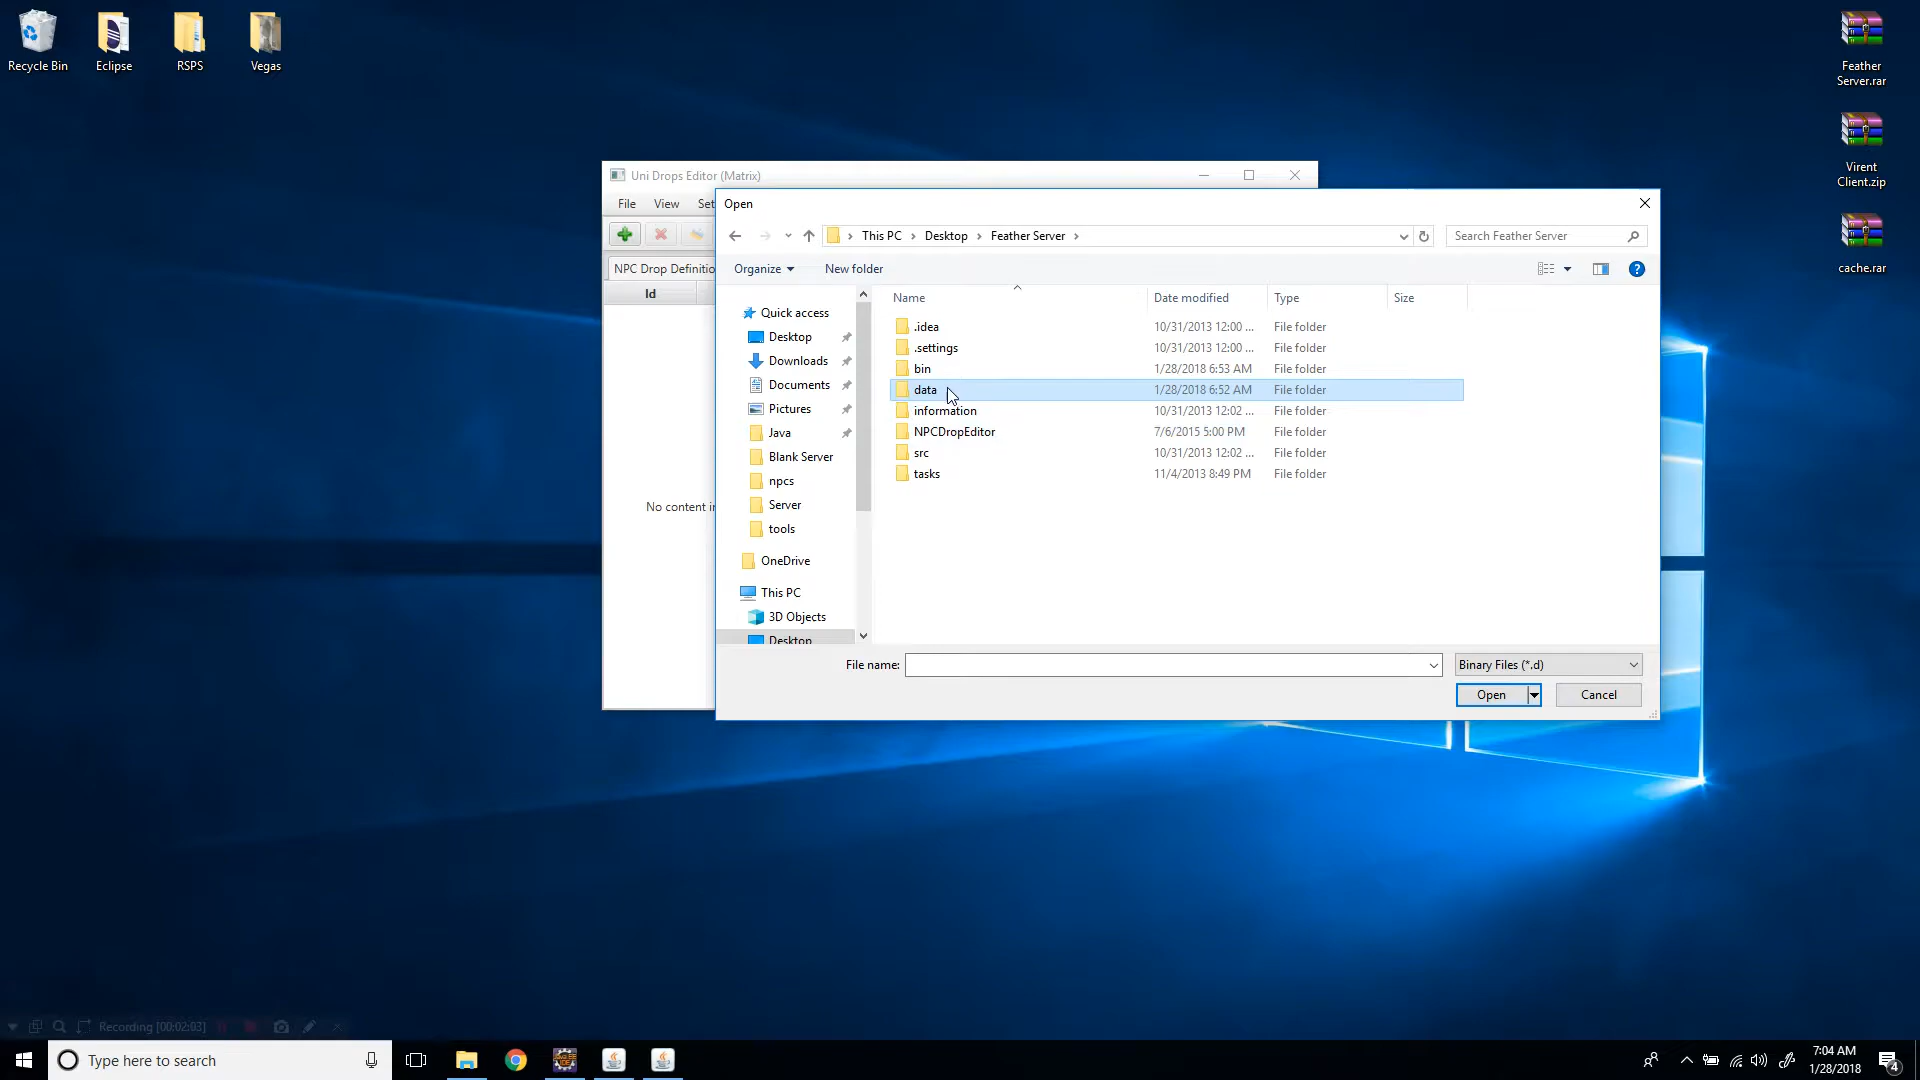 Recycle Bin
Eclipse
RSPS
Vegas
Feather
Server.rar
Virent
Client.zip
cache.rar
Uni Drops Editor (Matrix)
File View Set
NPC Drop Definitio
Id
No content i
Open
This PC Desktop Feather Server
Search Feather Server
Organize New folder
Name Date modified Type Size
Quick access
Desktop
Downloads
Documents
Pictures
Java
Blank Server
npcs
Server
tools
OneDrive
This PC
3D Objects
Desktop
.idea 10/31/2013 12:00 ... File folder
.settings 10/31/2013 12:00 ... File folder
bin 1/28/2018 6:53 AM File folder
data 1/28/2018 6:52 AM File folder
information 10/31/2013 12:02 ... File folder
NPCDropEditor 7/6/2015 5:00 PM File folder
src 10/31/2013 12:02 ... File folder
tasks 11/4/2013 8:49 PM File folder
File name: Binary Files (*.d)
Open Cancel
Recording [00:02:03]
Type here to search
7:04 AM
1/28/2018
4